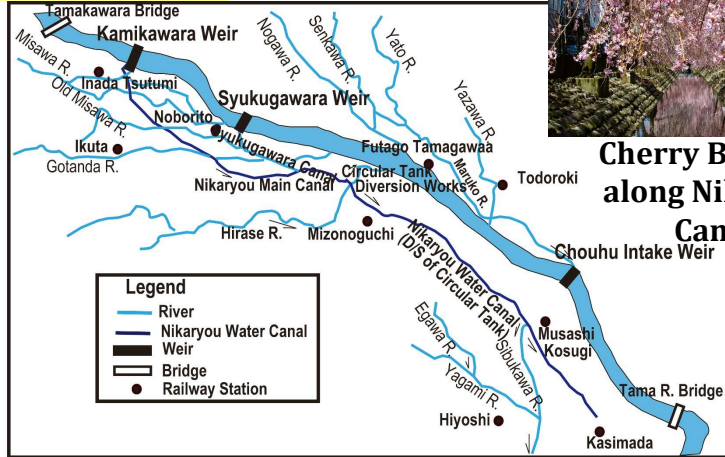 Tamakawara Bridge
Kamikawara Weir
Misawa R.
Inada Tsutumi
Old Misawa R.
Noborito
Syukugawara Weir
Ikuta
Gotanda R.
Syukugawara Canal
Nikaryou Main Canal
Nogawa R.
Senkawa R.
Yato R.
Yazawa R.
Futago Tamagawaa
Maruko R.
Todoroki
Circular Tank
Diversion Works
Hirase R.
Mizonoguchi
Nikaryou Water Canal
(D/S of Circular Tank)
Chouhu Intake Weir
Egawa R.
Sibukawa R.
Yagami R.
Hiyoshi
Musashi
Kosugi
Tama R. Bridge
Kasimada
Legend
River
Nikaryou Water Canal
Weir
Bridge
Railway Station
Cherry B
along Nil
Can